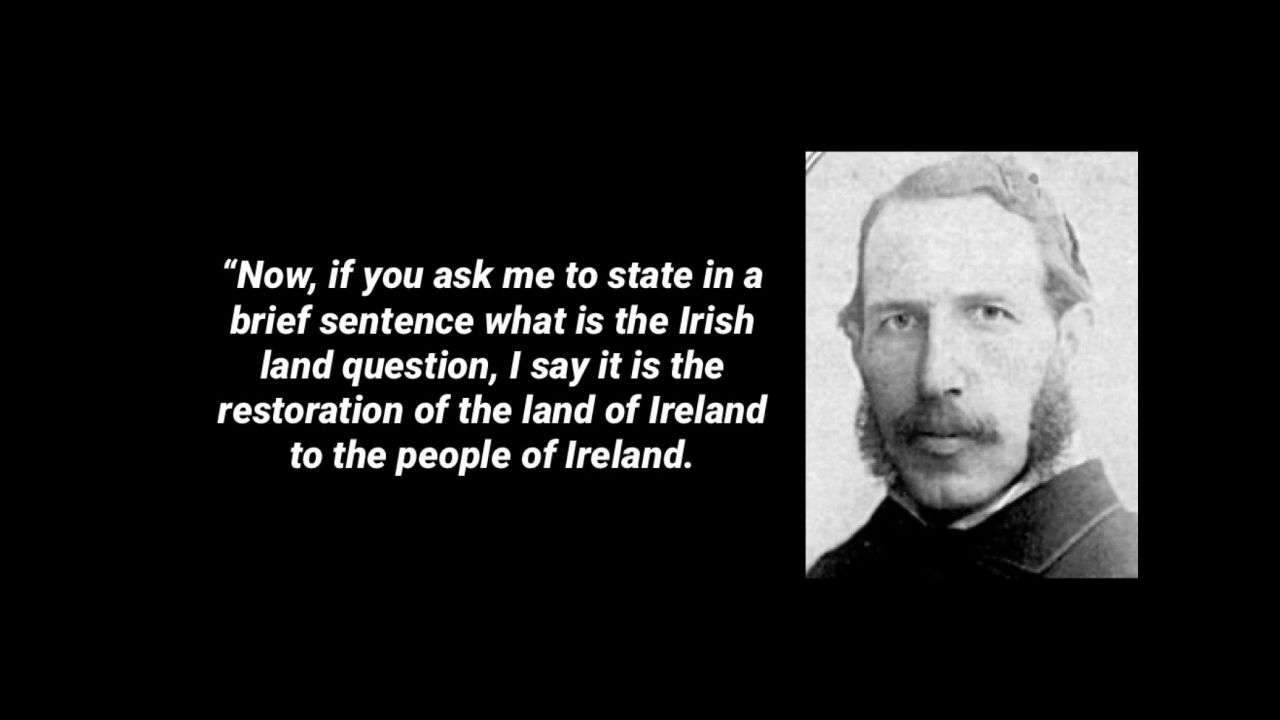 “Now, if you ask me to state in a
brief sentence what is the Irish
land question, I say it is the
restoration of the land of Ireland
to the people of Ireland.